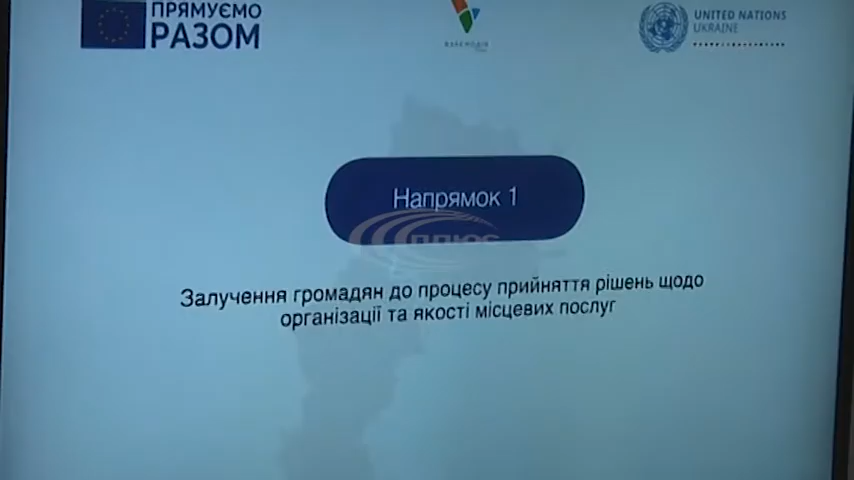 ПРЯМУЄМО
РАЗОМ
UNITED NATIONS
UKRAINE
Напрямок 1
ПЛЮС
Залучення громадян до процесу прийняття рішень щодо
організації та якості місцевих послуг